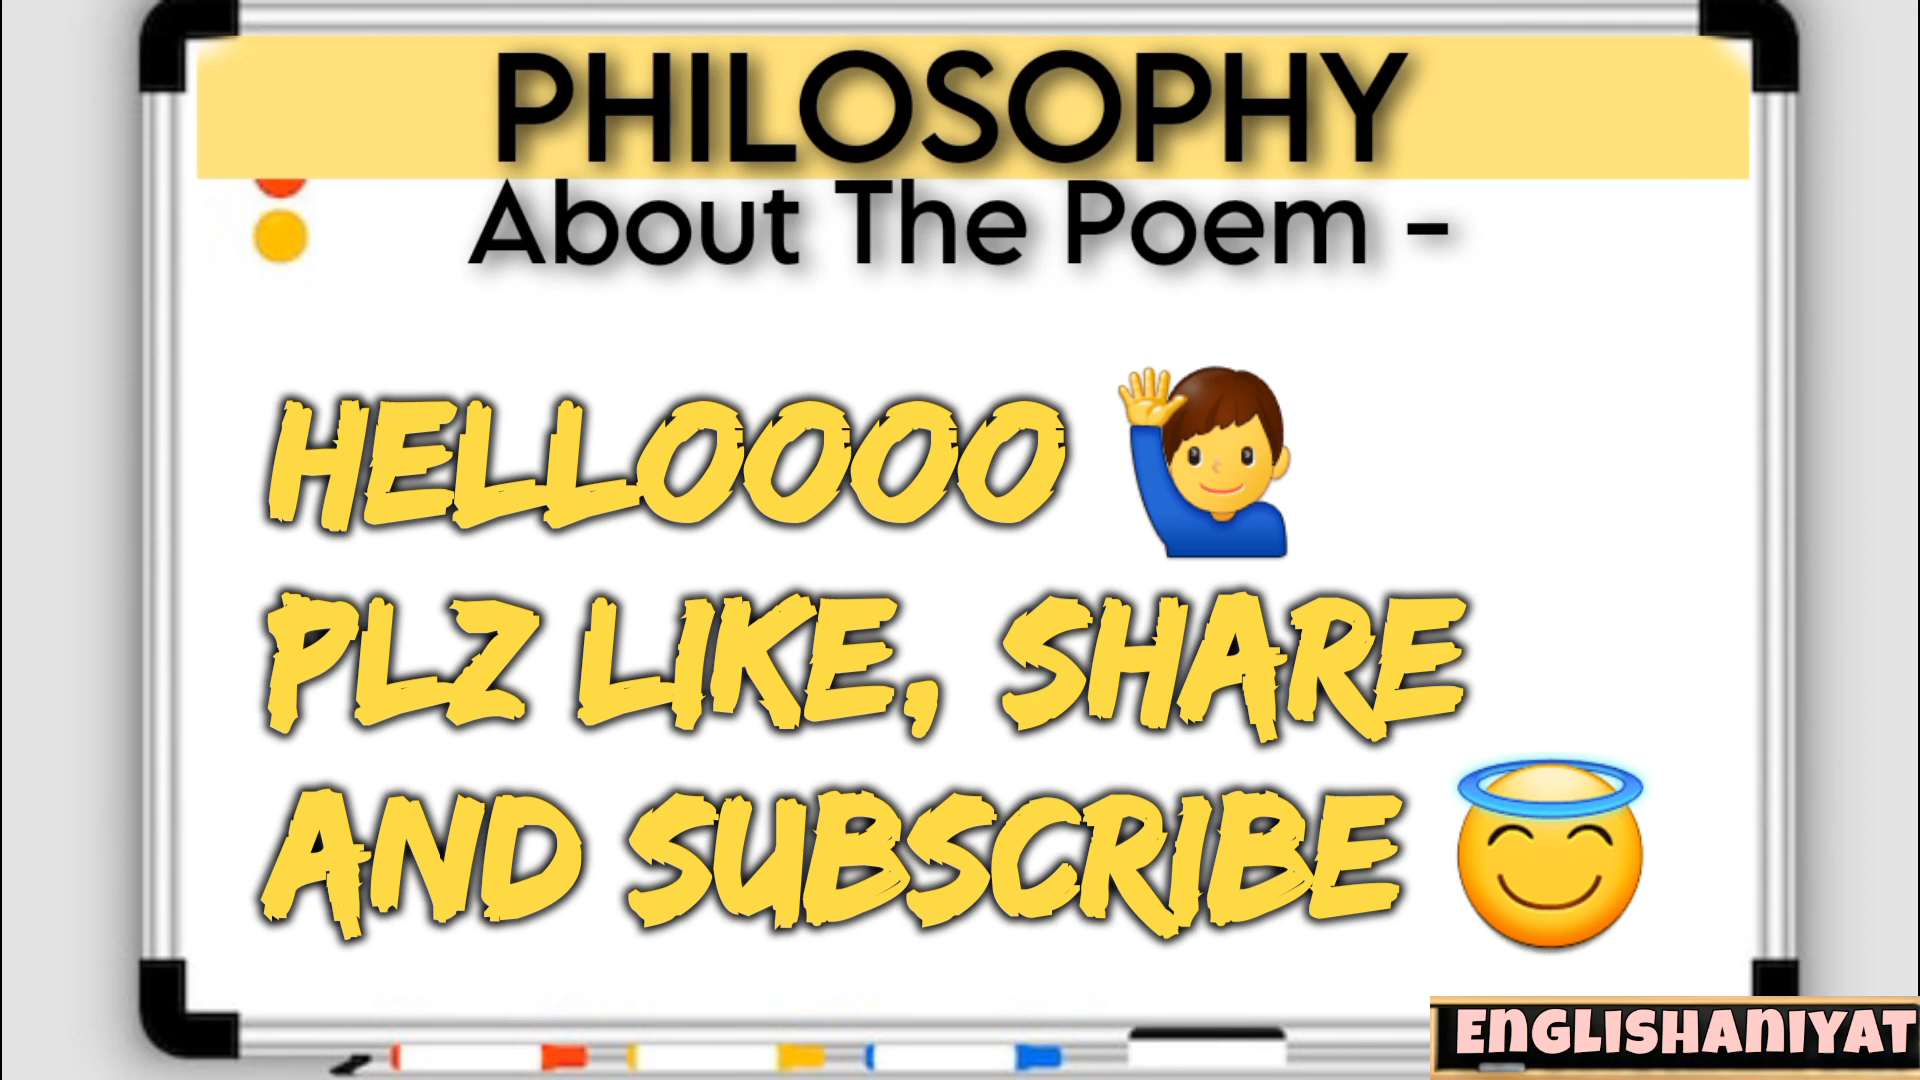 PHILOSOPHY
About The Poem -
HELLOOOO
PLZ LIKE, SHARE
AND SUBSCRIBE
ENGLISHANIYAT